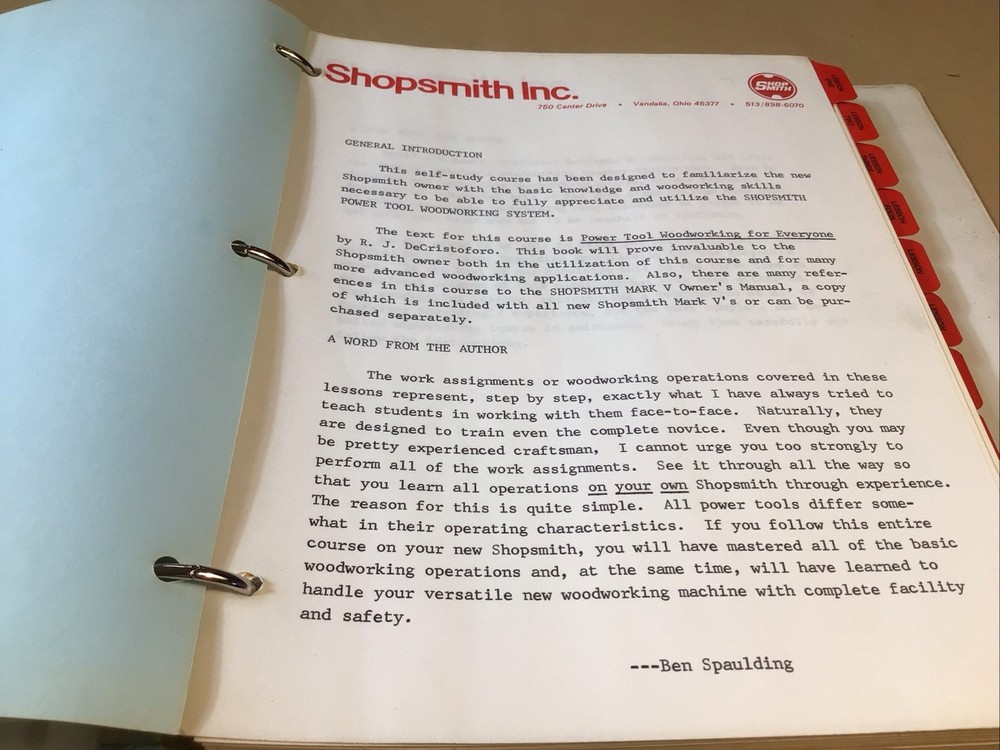 Shopsmith Inc.
SHOP
SMITH
750 Center Drive • Vandalia, Ohio 45377 • 513/898-6070
GENERAL INTRODUCTION
This self-study course has been designed to familiarize the new
Shopsmith owner with the basic knowledge and woodworking skills
necessary to be able to fully appreciate and utilize the SHOPSMITH
POWER TOOL WOODWORKING SYSTEM.
The text for this course is Power Tool Woodworking for Everyone
by R. J. DeCristoforo. This book will prove invaluable to the
Shopsmith owner both in the utilization of this course and for many
more advanced woodworking applications. Also, there are many refer-
ences in this course to the SHOPSMITH MARK V Owner's Manual, a copy
of which is included with all new Shopsmith Mark V's or can be pur-
chased separately.
A WORD FROM THE AUTHOR
The work assignments or woodworking operations covered in these
lessons represent, step by step, exactly what I have always tried to
teach students in working with them face-to-face. Naturally, they
are designed to train even the complete novice. Even though you may
be pretty experienced craftsman, I cannot urge you too strongly to
perform all of the work assignments. See it through all the way so
that you learn all operations on your own Shopsmith through experience.
The reason for this is quite simple. All power tools differ some-
what in their operating characteristics. If you follow this entire
course on your new Shopsmith, you will have mastered all of the basic
woodworking operations and, at the same time, will have learned to
handle your versatile new woodworking machine with complete facility
and safety.
---Ben Spaulding
LESSON
ONE
LESSON
TWO
LESSON
THREE
LESSON
FOUR
LESSON